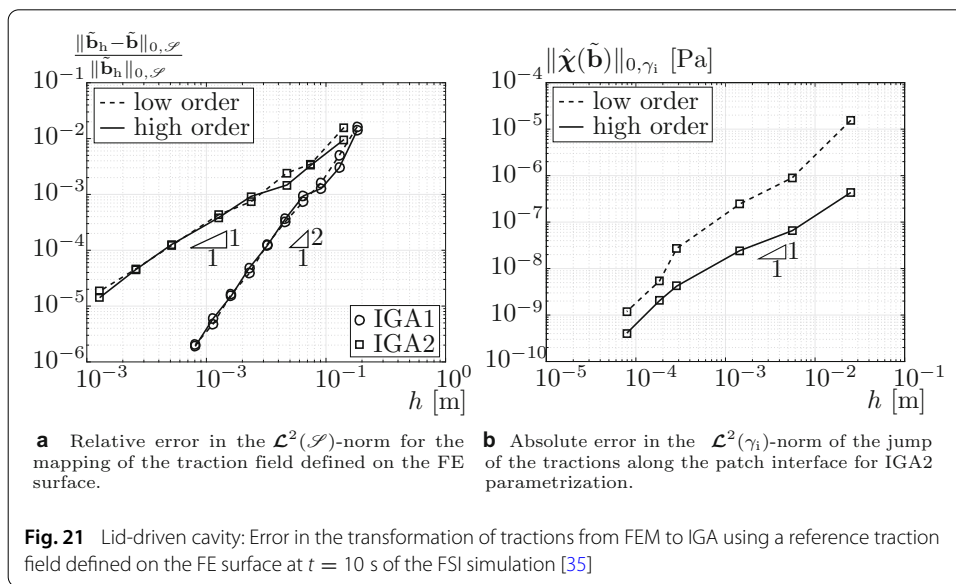 ‖b̃ₕ−b̃‖₀,𝒮
‖b̃ₕ‖₀,𝒮
10⁻¹
10⁻²
10⁻³
10⁻⁴
10⁻⁵
10⁻⁶
low order
high order
1
1
2
1
IGA1
IGA2
10⁻³
10⁻³
10⁻¹
10⁰
h [m]
‖χ̂(b̃)‖₀,γᵢ [Pa]
10⁻⁴
10⁻⁵
10⁻⁶
10⁻⁷
10⁻⁸
10⁻⁹
10⁻¹⁰
low order
high order
1
1
10⁻⁵
10⁻⁴
10⁻³
10⁻²
10⁻¹
h [m]
a Relative error in the 𝓛²(𝒮)-norm for the
mapping of the traction field defined on the FE
surface.
b Absolute error in the 𝓛²(γᵢ)-norm of the jump
of the tractions along the patch interface for IGA2
parametrization.
Fig. 21 Lid-driven cavity: Error in the transformation of tractions from FEM to IGA using a reference traction
field defined on the FE surface at t = 10 s of the FSI simulation [35]